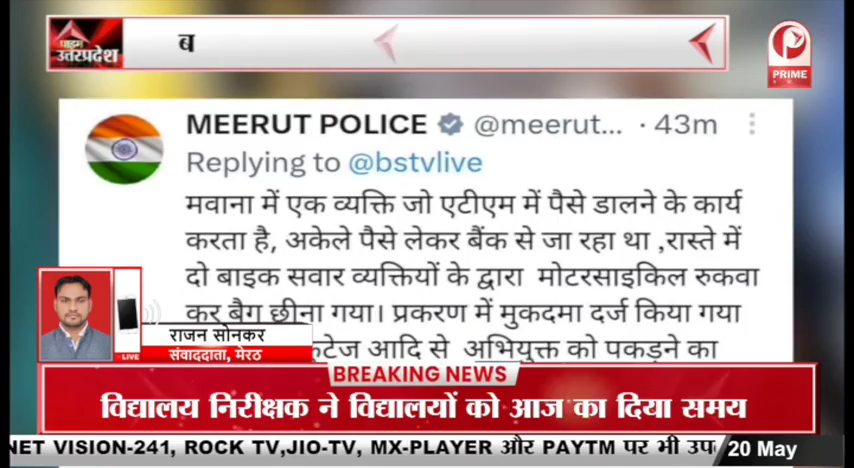 प्राइम
उत्तरप्रदेश
ब
PRIME
MEERUT POLICE @meerut... · 43m
Replying to @bstvlive
मवाना में एक व्यक्ति जो एटीएम में पैसे डालने के कार्य
करता है, अकेले पैसे लेकर बैंक से जा रहा था ,रास्ते में
दो बाइक सवार व्यक्तियों के द्वारा मोटरसाइकिल रुकवा
कर बैग छीना गया। प्रकरण में मुकदमा दर्ज किया गया
आदि से अभियुक्त को पकड़ने का
LIVE
राजन सोनकर
संवाददाता, मेरठ
BREAKING NEWS
विद्यालय निरीक्षक ने विद्यालयों को आज का दिया समय
NET VISION-241, ROCK TV,JIO-TV, MX-PLAYER और PAYTM पर भी
20 May